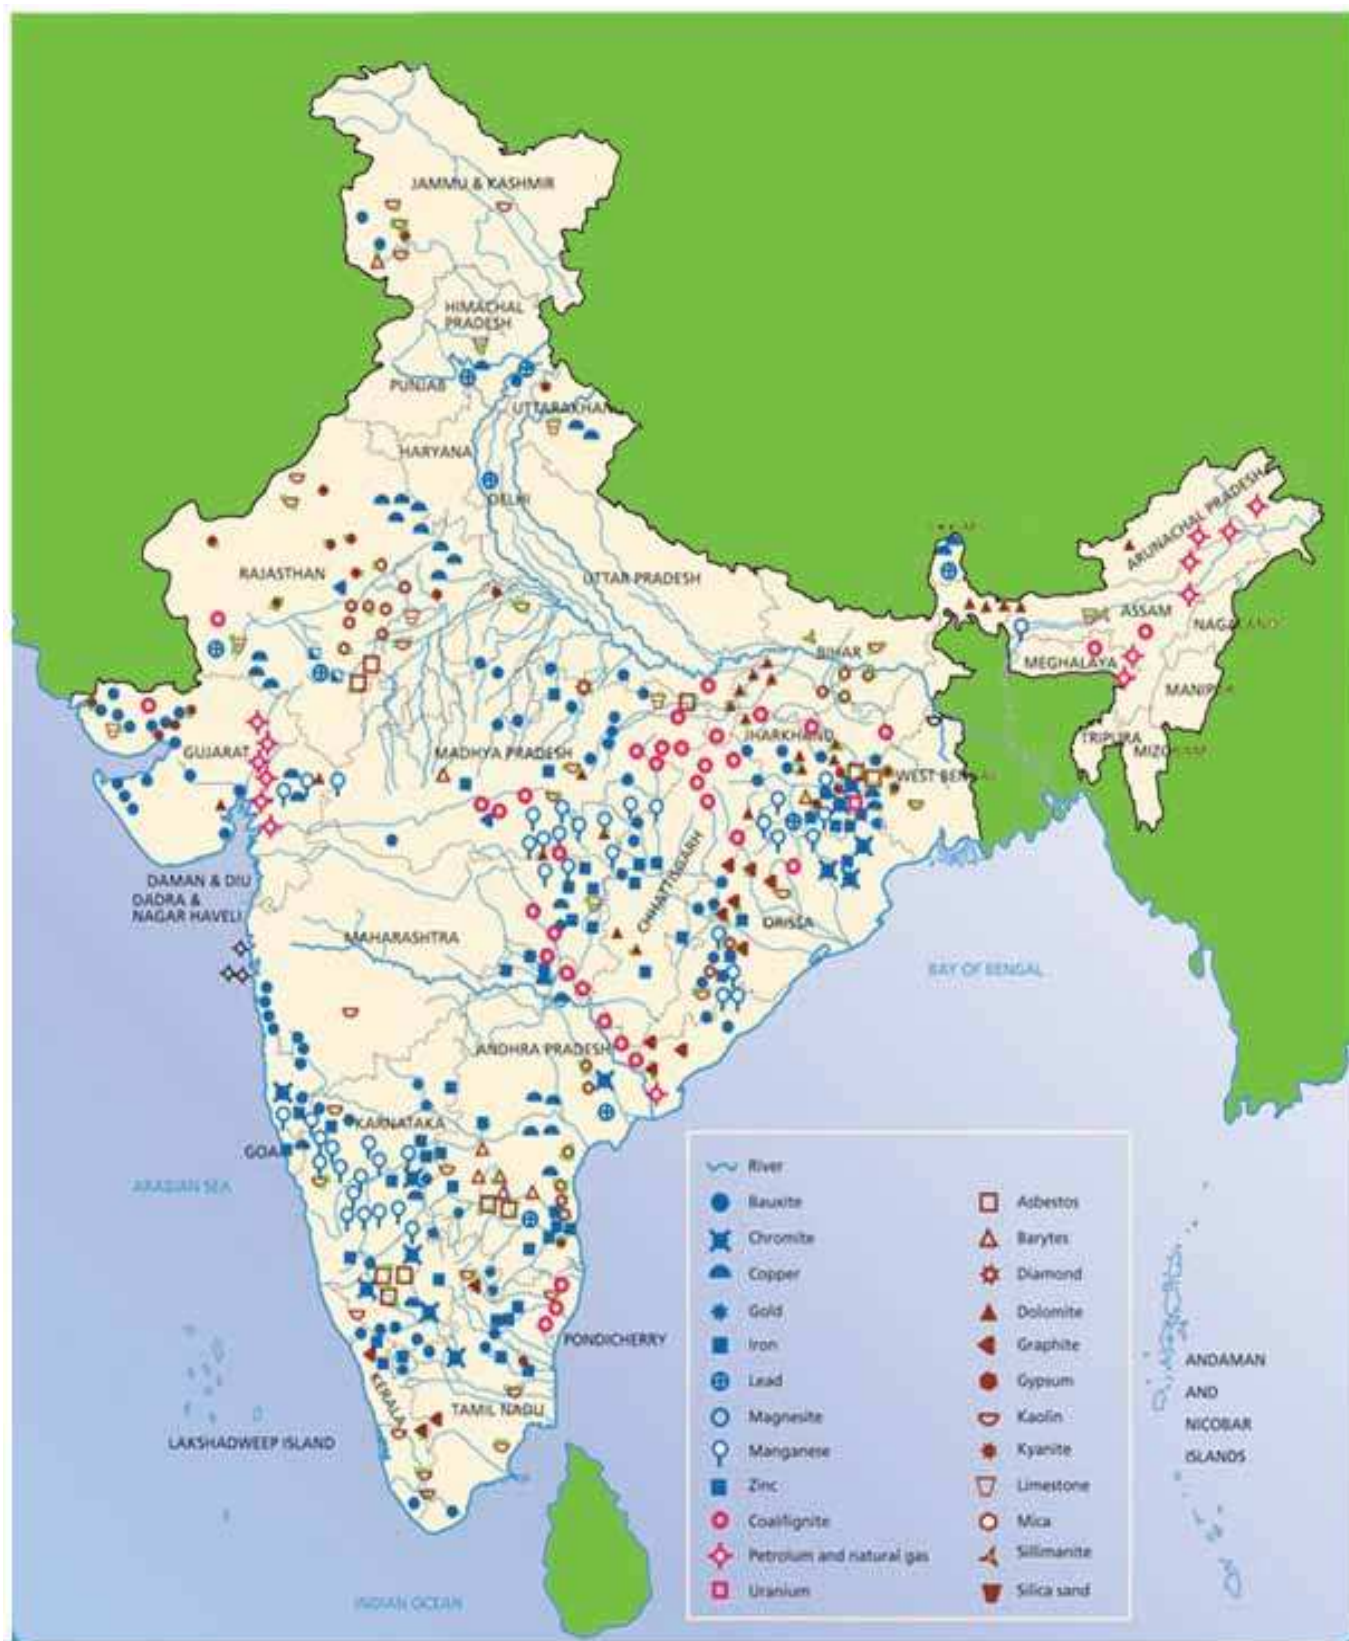 JAMMU & KASHMIR
HIMACHAL
PRADESH
PUNJAB
UTTARAKHAND
HARYANA
DELHI
ARUNACHAL PRADESH
RAJASTHAN
UTTAR PRADESH
ASSAM
NAGALAND
BIHAR
MEGHALAYA
MANIPUR
GUJARAT
MADHYA PRADESH
JHARKHAND
TRIPURA
MIZORAM
WEST BENGAL
DAMAN & DIU
DADRA &
NAGAR HAVELI
CHHATTISGARH
ORISSA
MAHARASHTRA
BAY OF BENGAL
ANDHRA PRADESH
KARNATAKA
GOA
ARABIAN SEA
PONDICHERRY
KERALA
TAMIL NADU
LAKSHADWEEP ISLAND
ANDAMAN
AND
NICOBAR
ISLANDS
INDIAN OCEAN
River
Bauxite
Chromite
Copper
Gold
Iron
Lead
Magnesite
Manganese
Zinc
Coal/lignite
Petrolum and natural gas
Uranium
Asbestos
Barytes
Diamond
Dolomite
Graphite
Gypsum
Kaolin
Kyanite
Limestone
Mica
Sillimanite
Silica sand